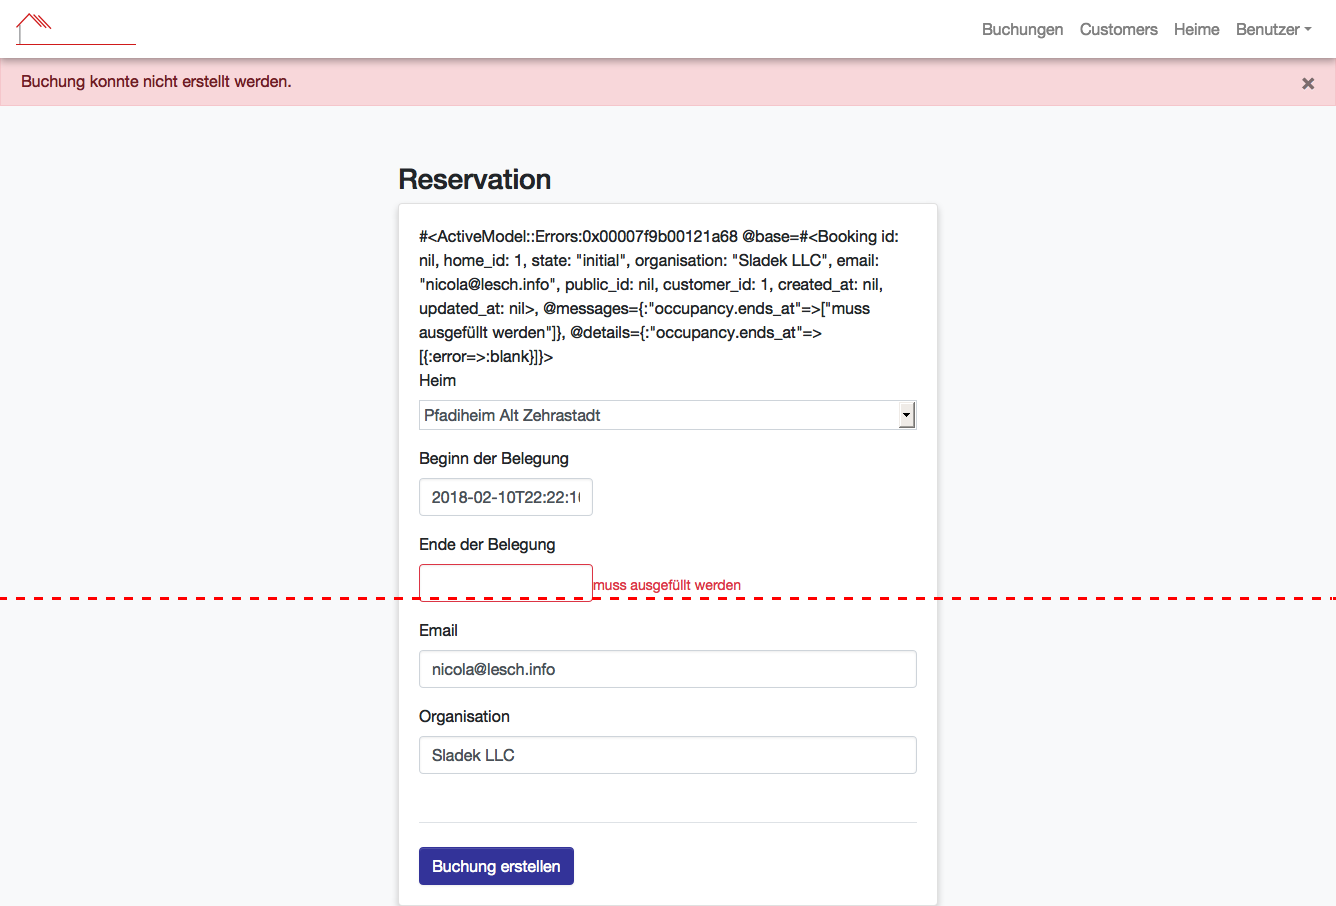 Buchungen Customers Heime Benutzer
Buchung konnte nicht erstellt werden.
×
Reservation
#<ActiveModel::Errors:0x00007f9b00121a68 @base=#<Booking id:
nil, home_id: 1, state: "initial", organisation: "Sladek LLC", email:
"nicola@lesch.info", public_id: nil, customer_id: 1, created_at: nil,
updated_at: nil>, @messages={:"occupancy.ends_at"=>["muss
ausgefüllt werden"]}, @details={:"occupancy.ends_at"=>
[{:error=>:blank}]}>
Heim
Pfadiheim Alt Zehrastadt
Beginn der Belegung
2018-02-10T22:22:1
Ende der Belegung
muss ausgefüllt werden
Email
nicola@lesch.info
Organisation
Sladek LLC
Buchung erstellen